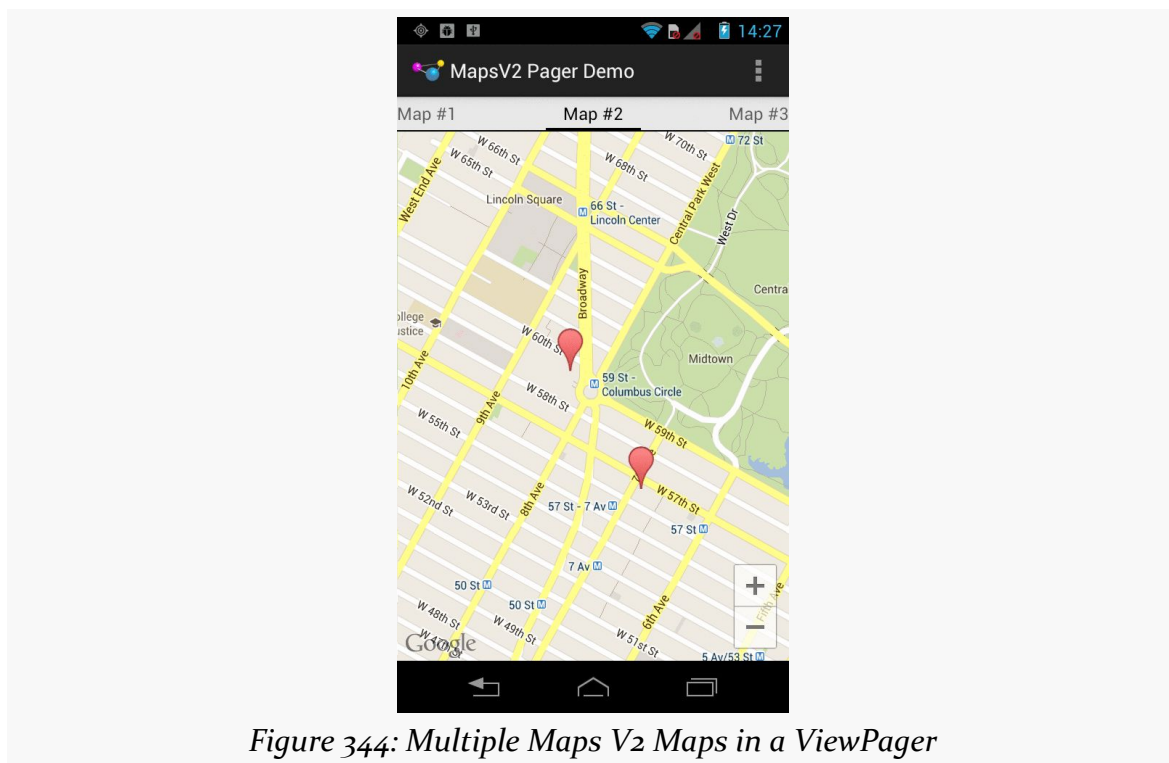 14:27
MapsV2 Pager Demo
Map #1
Map #2
Map #3
W 66th St
W 65th St
W 68th St
W 70th St
72 St
West End Ave
Lincoln Square
66 St -
Lincoln Center
Central Park West
West Dr
Broadway
Centra
ollege
ustice
W 60th St
Midtown
10th Ave
59 St -
Columbus Circle
W 58th St
9th Ave
W 55th St
W 59th St
W 52nd St
W 53rd St
8th Ave
57 St - 7 Av
W 57th St
57 St
7 Av
50 St
50 St
W 48th St
W 49th St
6th Ave
Fifth Ave
W 51st St
Google
5 Av/53 St
Figure 344: Multiple Maps V2 Maps in a ViewPager